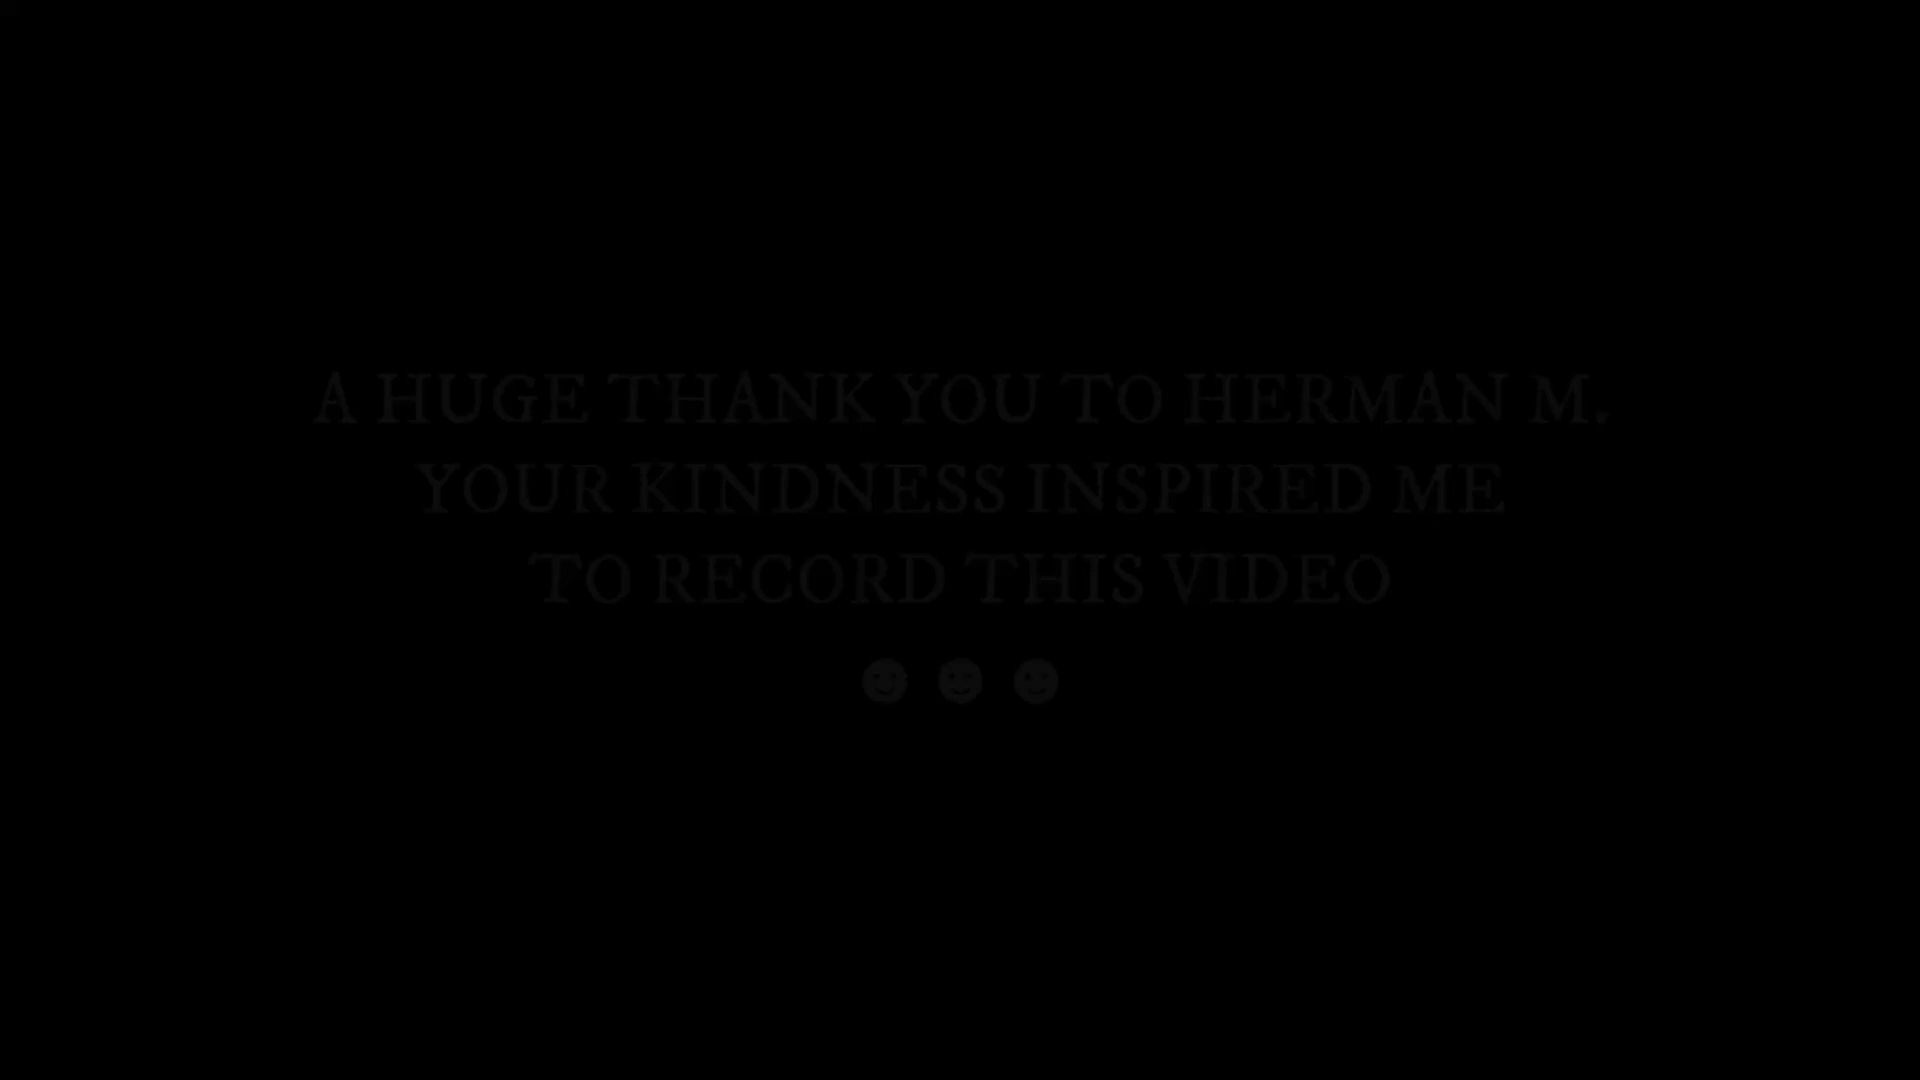 A HUGE THANK YOU TO HERMAN M.
YOUR KINDNESS INSPIRED ME
TO RECORD THIS VIDEO
☻ ☻ ☻